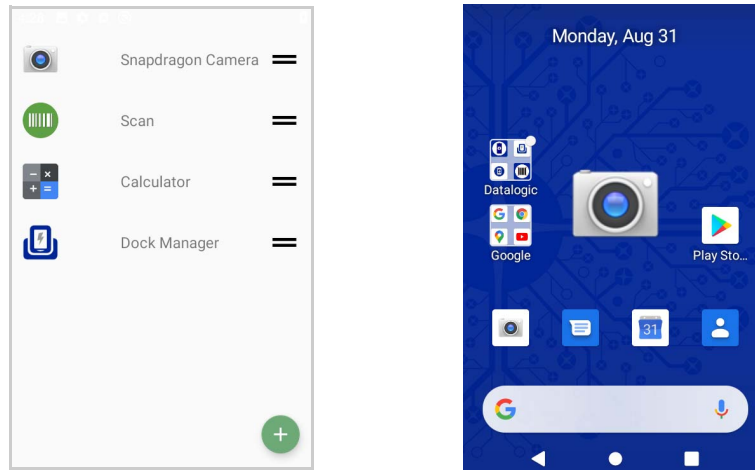 Snapdragon Camera
Scan
Calculator
Dock Manager
Monday, Aug 31
Datalogic
Google
Play Sto...
31